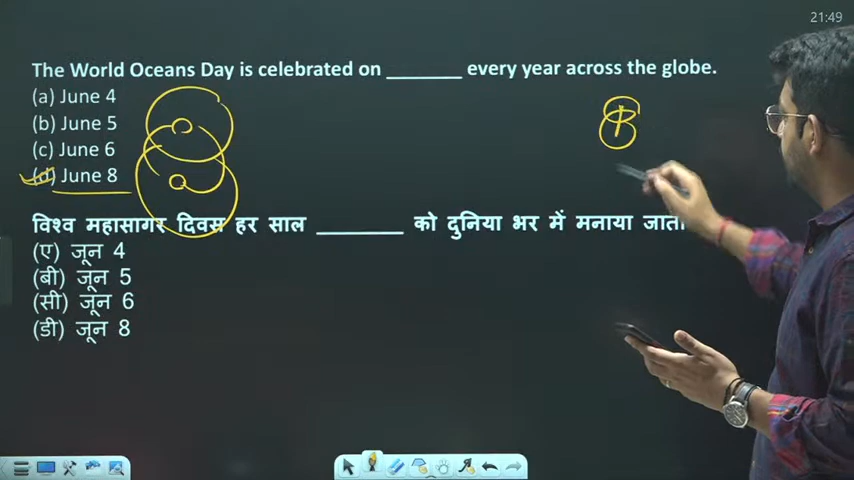 21:49
The World Oceans Day is celebrated on ________ every year across the globe.
(a) June 4
(b) June 5
(c) June 6
(d) June 8
विश्व महासागर दिवस हर साल ________ को दुनिया भर में मनाया जाता
(ए) जून 4
(बी) जून 5
(सी) जून 6
(डी) जून 8